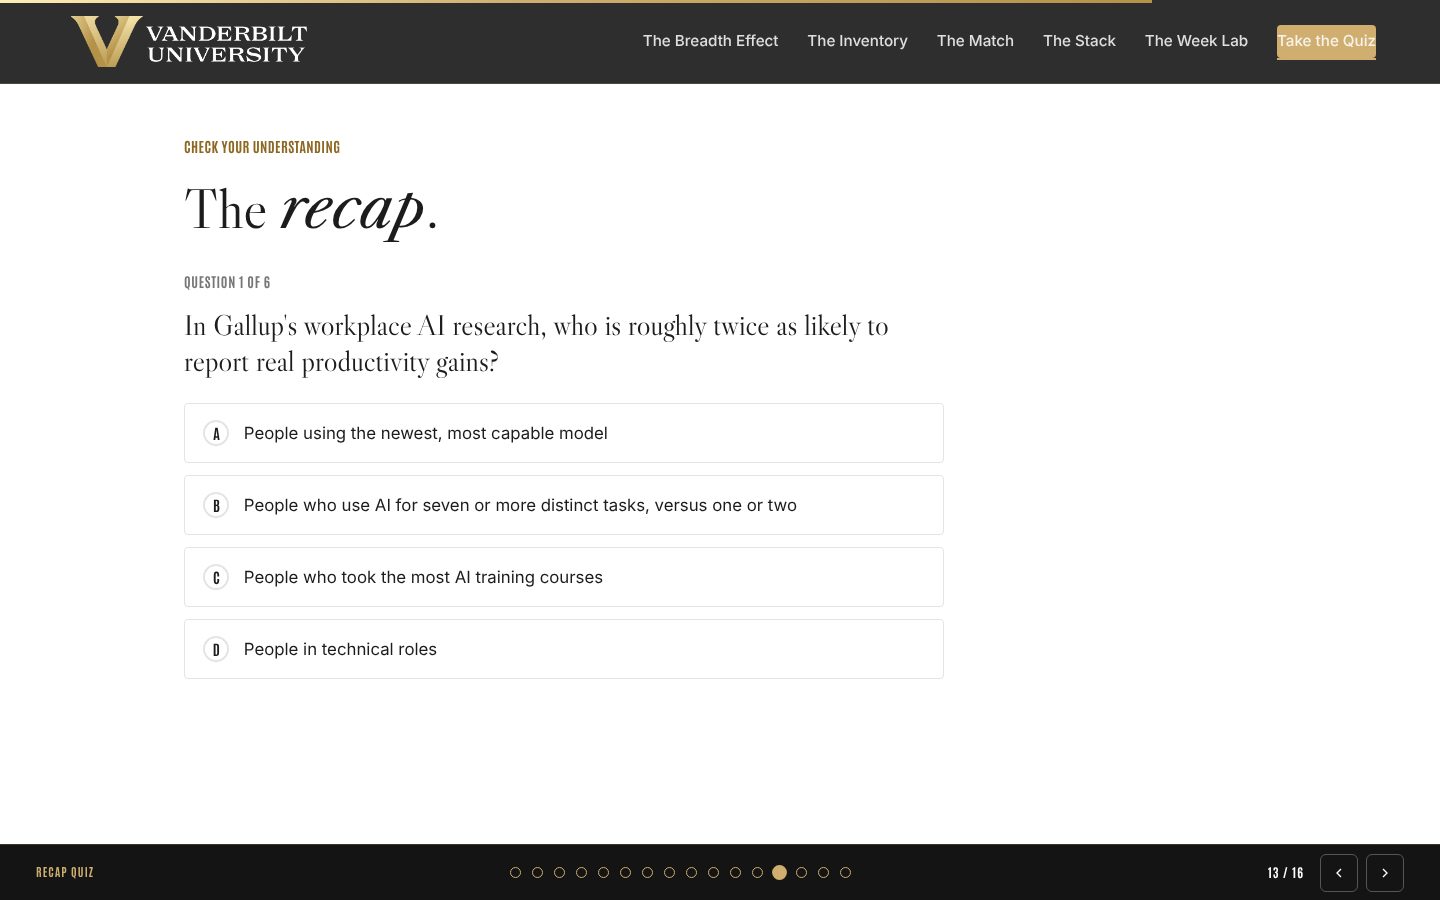 VANDERBILT
UNIVERSITY
The Breadth Effect
The Inventory
The Match
The Stack
The Week Lab
Take the Quiz
CHECK YOUR UNDERSTANDING
The recap.
QUESTION 1 OF 6
In Gallup's workplace AI research, who is roughly twice as likely to
report real productivity gains?
A People using the newest, most capable model
B People who use AI for seven or more distinct tasks, versus one or two
C People who took the most AI training courses
D People in technical roles
RECAP QUIZ
13 / 16